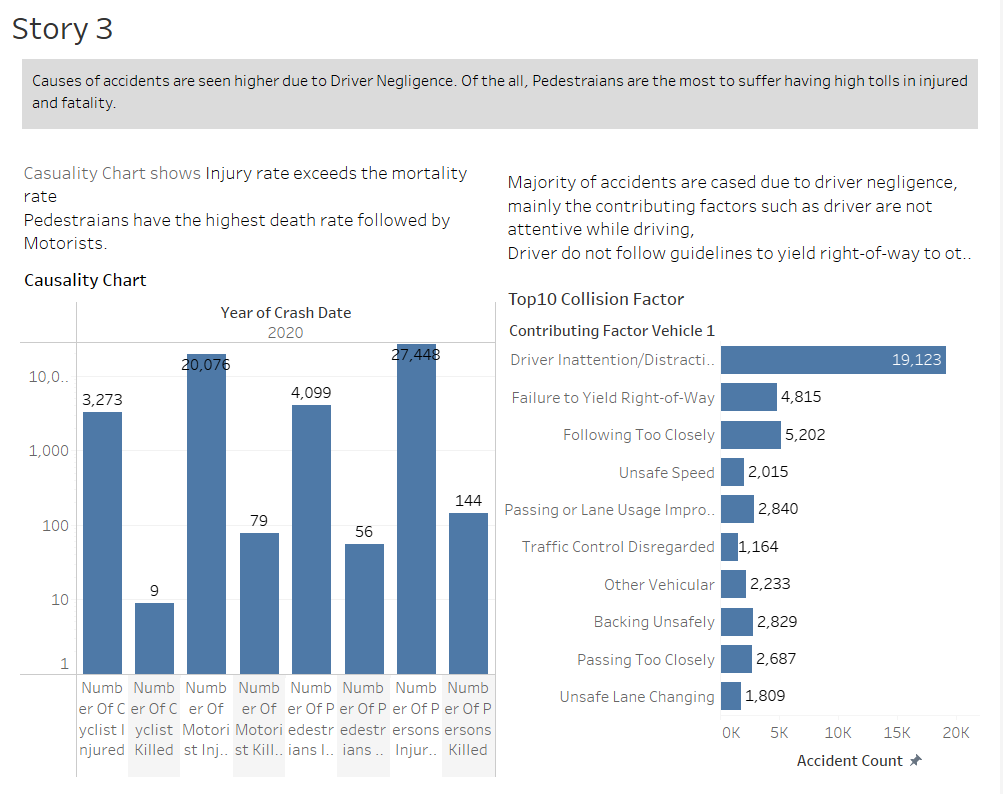 Story 3
Causes of accidents are seen higher due to Driver Negligence. Of the all, Pedestraians are the most to suffer having high tolls in injured
and fatality.
Casuality Chart shows Injury rate exceeds the mortality
rate
Pedestraians have the highest death rate followed by
Motorists.
Causality Chart
Year of Crash Date
2020
10,0..
1,000
100
10
1
3,273
9
20,076
79
4,099
56
27,448
144
Numb
er Of C
yclist I
njured
Numb
er Of C
yclist
Killed
Numb
er Of
Motori
st Inj..
Numb
er Of
Motori
st Kill..
Numb
er Of P
edestr
ians I..
Numb
er Of P
edestr
ians ..
Numb
er Of P
ersons
Injur..
Numb
er Of P
ersons
Killed
Majority of accidents are cased due to driver negligence,
mainly the contributing factors such as driver are not
attentive while driving,
Driver do not follow guidelines to yield right-of-way to ot..
Top10 Collision Factor
Contributing Factor Vehicle 1
Driver Inattention/Distracti.. 19,123
Failure to Yield Right-of-Way 4,815
Following Too Closely 5,202
Unsafe Speed 2,015
Passing or Lane Usage Impro.. 2,840
Traffic Control Disregarded 1,164
Other Vehicular 2,233
Backing Unsafely 2,829
Passing Too Closely 2,687
Unsafe Lane Changing 1,809
0K 5K 10K 15K 20K
Accident Count